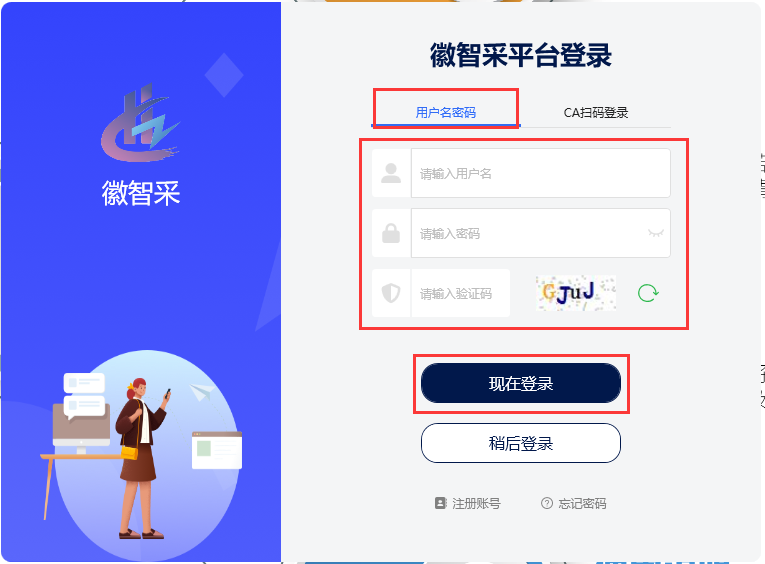 徽智采平台登录
用户名密码
CA扫码登录
徽智采
请输入用户名
请输入密码
请输入验证码
GJuJ
现在登录
稍后登录
注册账号
忘记密码